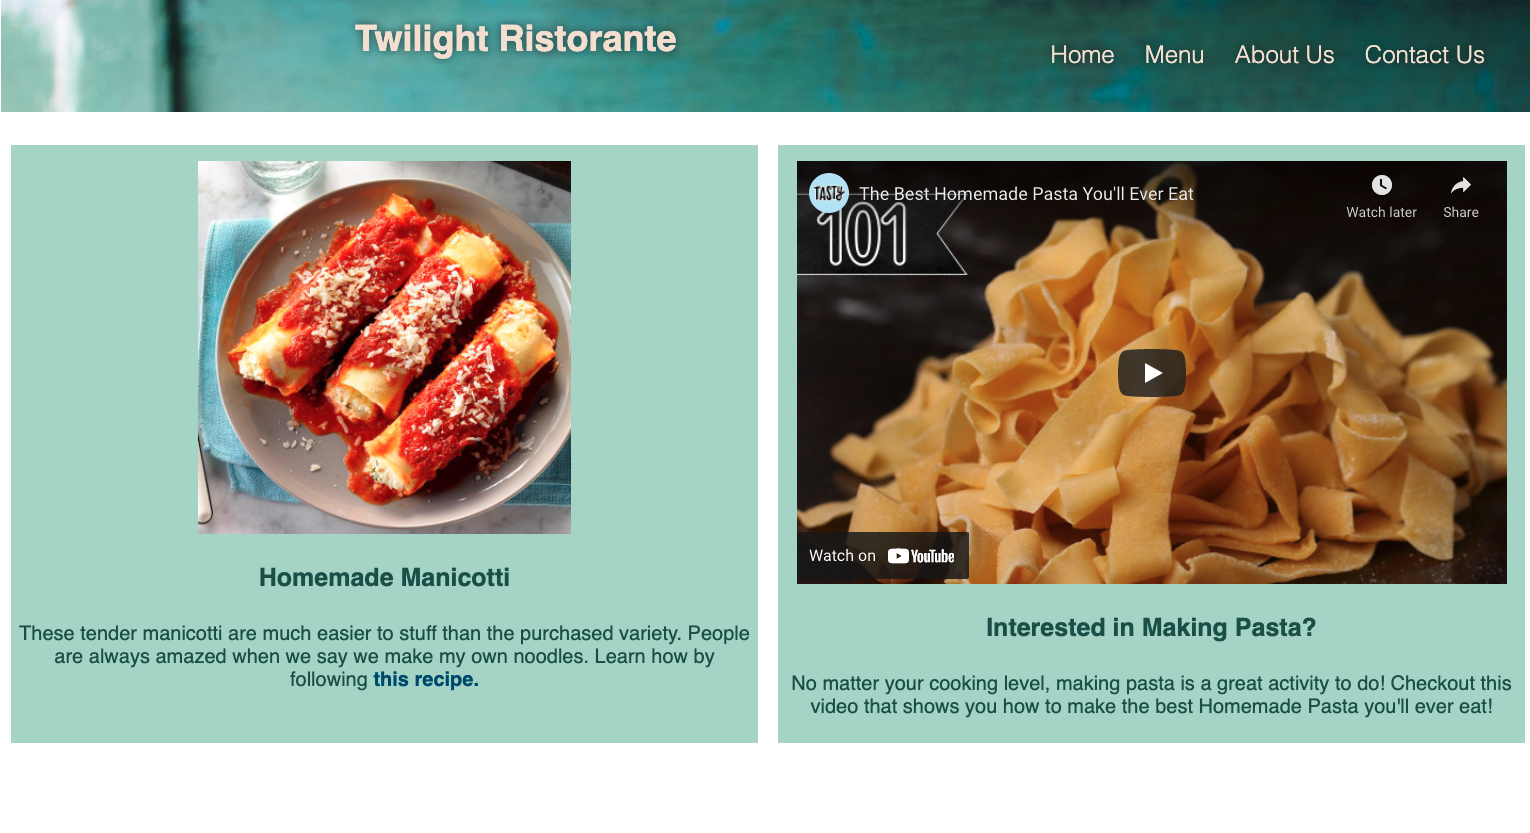 Twilight Ristorante
Home Menu About Us Contact Us
TASTY The Best Homemade Pasta You'll Ever Eat
Watch later Share
101
Watch on YouTube
Homemade Manicotti
These tender manicotti are much easier to stuff than the purchased variety. People
are always amazed when we say we make my own noodles. Learn how by
following this recipe.
Interested in Making Pasta?
No matter your cooking level, making pasta is a great activity to do! Checkout this
video that shows you how to make the best Homemade Pasta you'll ever eat!